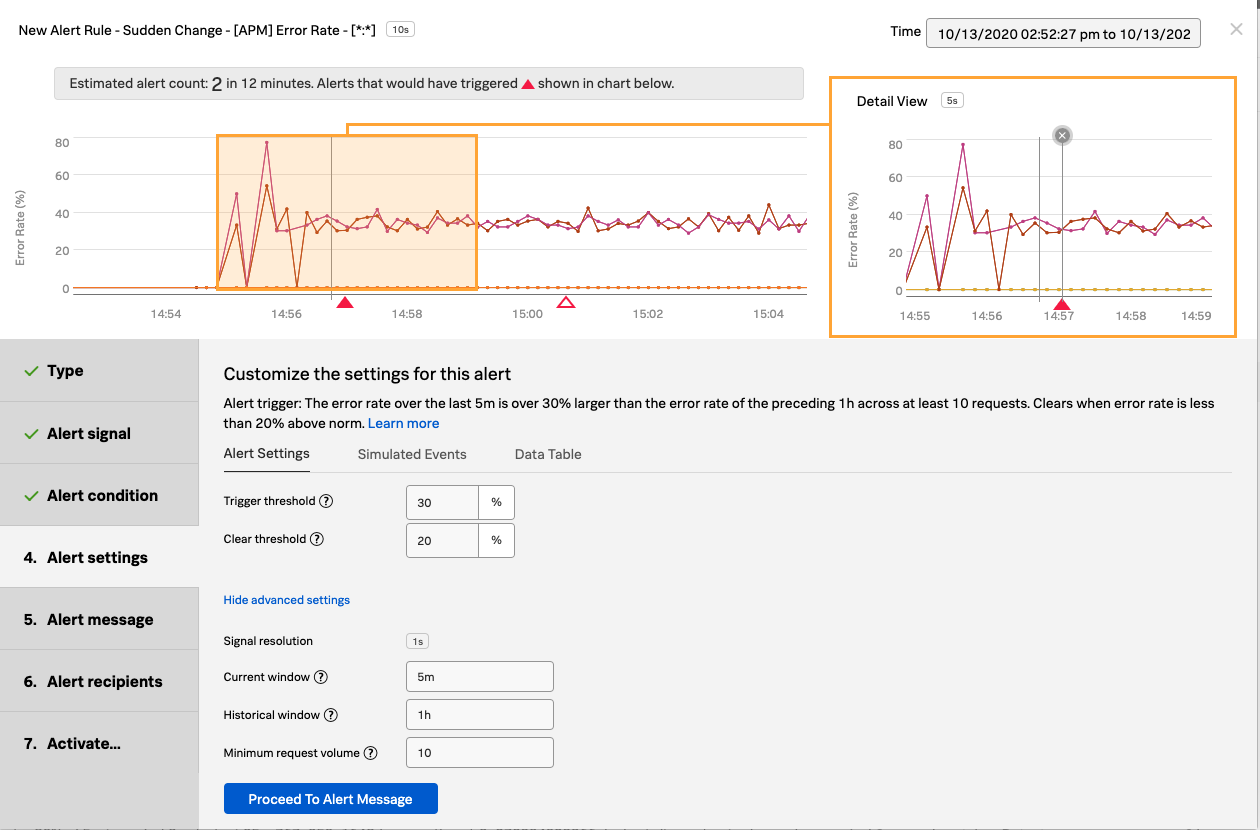 New Alert Rule - Sudden Change - [APM] Error Rate - [*:*] 10s
Time 10/13/2020 02:52:27 pm to 10/13/202
Estimated alert count: 2 in 12 minutes. Alerts that would have triggered shown in chart below.
Error Rate (%)
80
60
40
20
0
14:54 14:56 14:58 15:00 15:02 15:04
Detail View 5s
Error Rate (%)
80
60
40
20
0
14:55 14:56 14:57 14:58 14:59
Type
Alert signal
Alert condition
4. Alert settings
5. Alert message
6. Alert recipients
7. Activate...
Customize the settings for this alert
Alert trigger: The error rate over the last 5m is over 30% larger than the error rate of the preceding 1h across at least 10 requests. Clears when error rate is less
than 20% above norm. Learn more
Alert Settings Simulated Events Data Table
Trigger threshold ? 30 %
Clear threshold ? 20 %
Hide advanced settings
Signal resolution 1s
Current window ? 5m
Historical window ? 1h
Minimum request volume ? 10
Proceed To Alert Message